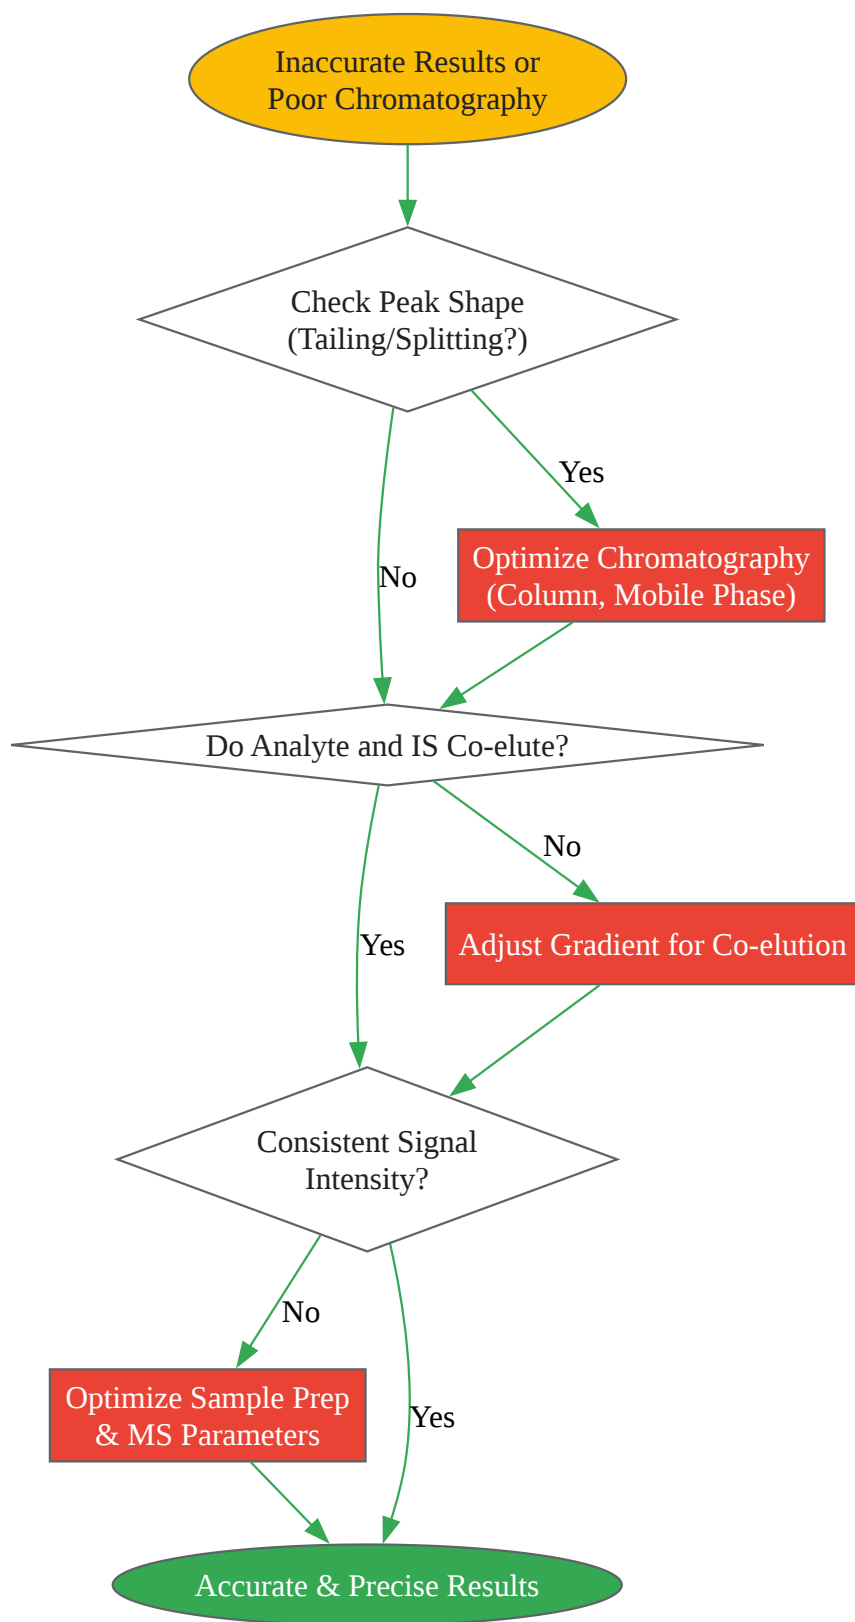 Inaccurate Results or
Poor Chromatography
Check Peak Shape
(Tailing/Splitting?)
Yes
No
Optimize Chromatography
(Column, Mobile Phase)
Do Analyte and IS Co-elute?
No
Yes
Adjust Gradient for Co-elution
Consistent Signal
Intensity?
No
Yes
Optimize Sample Prep
& MS Parameters
Accurate & Precise Results